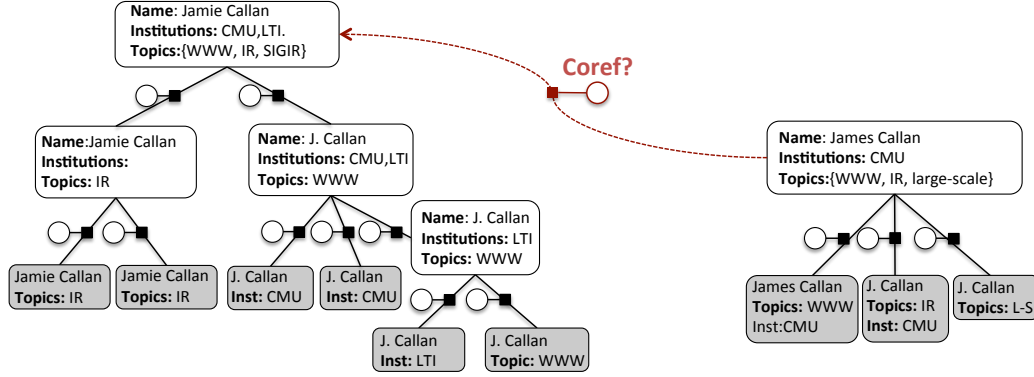 Name: Jamie Callan
Institutions: CMU,LTI.
Topics:{WWW, IR, SIGIR}
Coref?
Name:Jamie Callan
Institutions:
Topics: IR
Name: J. Callan
Institutions: CMU,LTI
Topics: WWW
Name: James Callan
Institutions: CMU
Topics:{WWW, IR, large-scale}
Name: J. Callan
Institutions: LTI
Topics: WWW
Jamie Callan
Topics: IR
Jamie Callan
Topics: IR
J. Callan
Inst: CMU
J. Callan
Inst: CMU
James Callan
Topics: WWW
Inst:CMU
J. Callan
Topics: IR
Inst: CMU
J. Callan
Topics: L-S
J. Callan
Inst: LTI
J. Callan
Topic: WWW